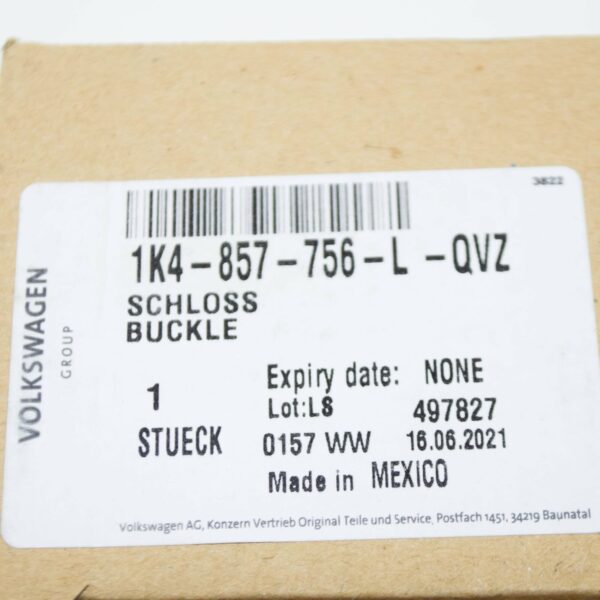 3822
1K4-857-756-L -QVZ
SCHLOSS
BUCKLE
VOLKSWAGEN
GROUP
1
Expiry date: NONE
Lot:L8 497827
STUECK 0157 WW 16.06.2021
Made in MEXICO
Volkswagen AG, Konzern Vertrieb Original Teile und Service, Postfach 1451, 34219 Baunatal